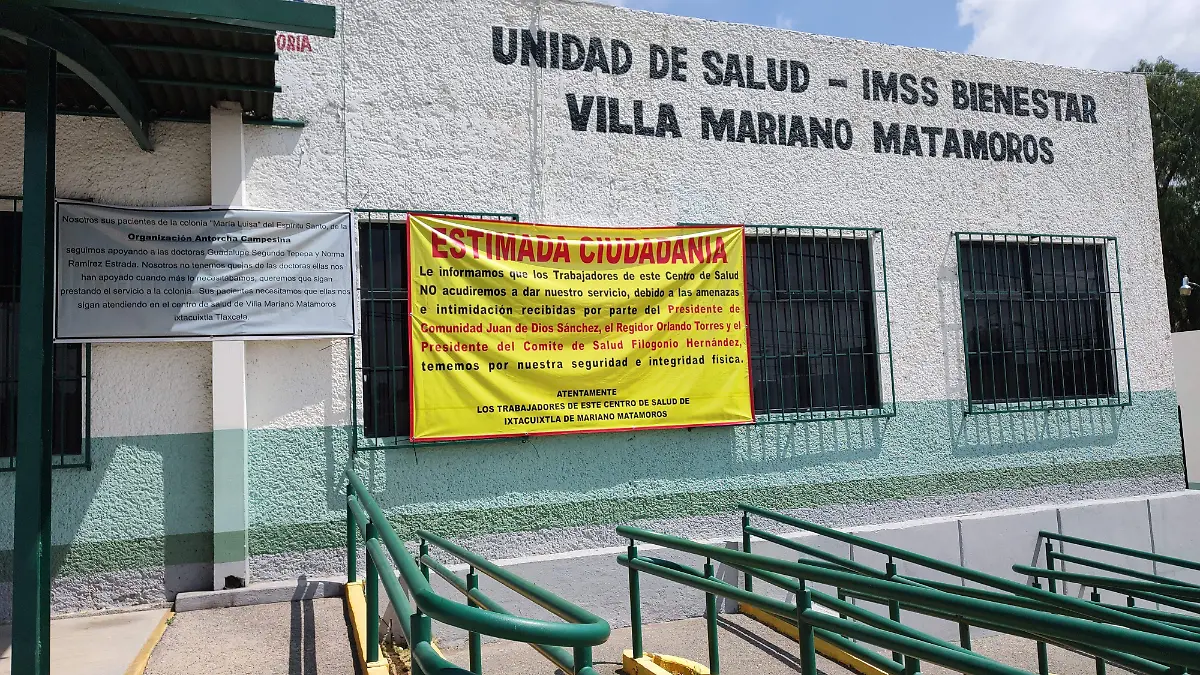 ORIA
UNIDAD DE SALUD - IMSS BIENESTAR
VILLA MARIANO MATAMOROS
Nosotros sus pacientes de la colonia "María Luisa" del Espíritu Santo, de la
Organización Antorcha Campesina
seguimos apoyando a las doctoras Guadalupe Segundo Tepepa y Norma
Ramírez Estrada. Nosotros no tenemos quejas de las doctoras ellas nos
han apoyado cuando más lo necesitábamos, queremos que sigam
prestando el servicio a la colonia. Sus pacientes necesitamos que ellas nos
sigan atendiendo en el centro de salud de Villa Mariano Matamoros
ixtacuixtla Tlaxcala.
ESTIMADA CIUDADANIA
Le informamos que los Trabajadores de este Centro de Salud
NO acudiremos a dar nuestro servicio, debido a las amenazas
e intimidación recibidas por parte del Presidente de
Comunidad Juan de Dios Sánchez, el Regidor Orlando Torres y el
Presidente del Comite de Salud Filogonio Hernández,
tememos por nuestra seguridad e integridad física.
ATENTAMENTE
LOS TRABAJADORES DE ESTE CENTRO DE SALUD DE
IXTACUIXTLA DE MARIANO MATAMOROS